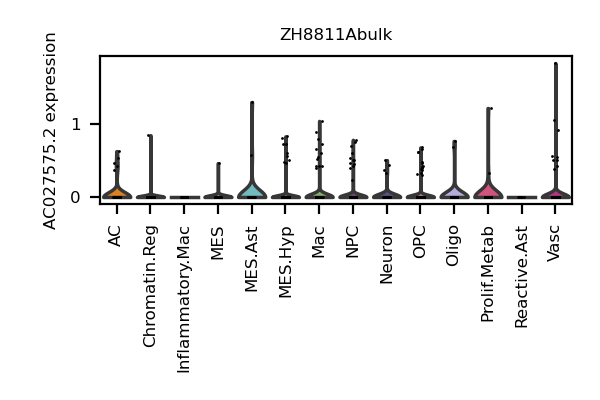 ZH8811Abulk
AC027575.2 expression
1
0
AC
Chromatin.Reg
Inflammatory.Mac
MES
MES.Ast
MES.Hyp
Mac
NPC
Neuron
OPC
Oligo
Prolif.Metab
Reactive.Ast
Vasc